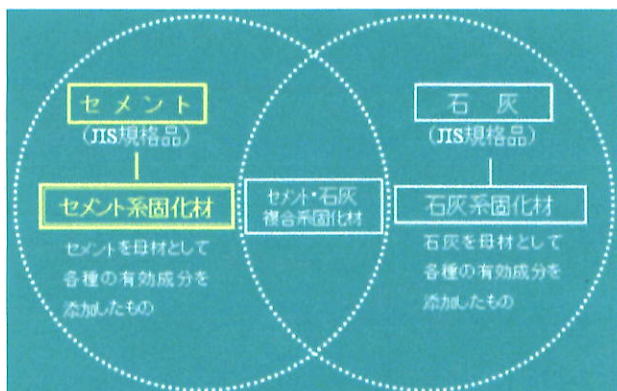 セメント
(JIS規格品)
セメント系固化材
セメントを母材として
各種の有効成分を
添加したもの
セメント・石灰
複合系固化材
石灰
(JIS規格品)
石灰系固化材
石灰を母材として
各種の有効成分を
添加したもの